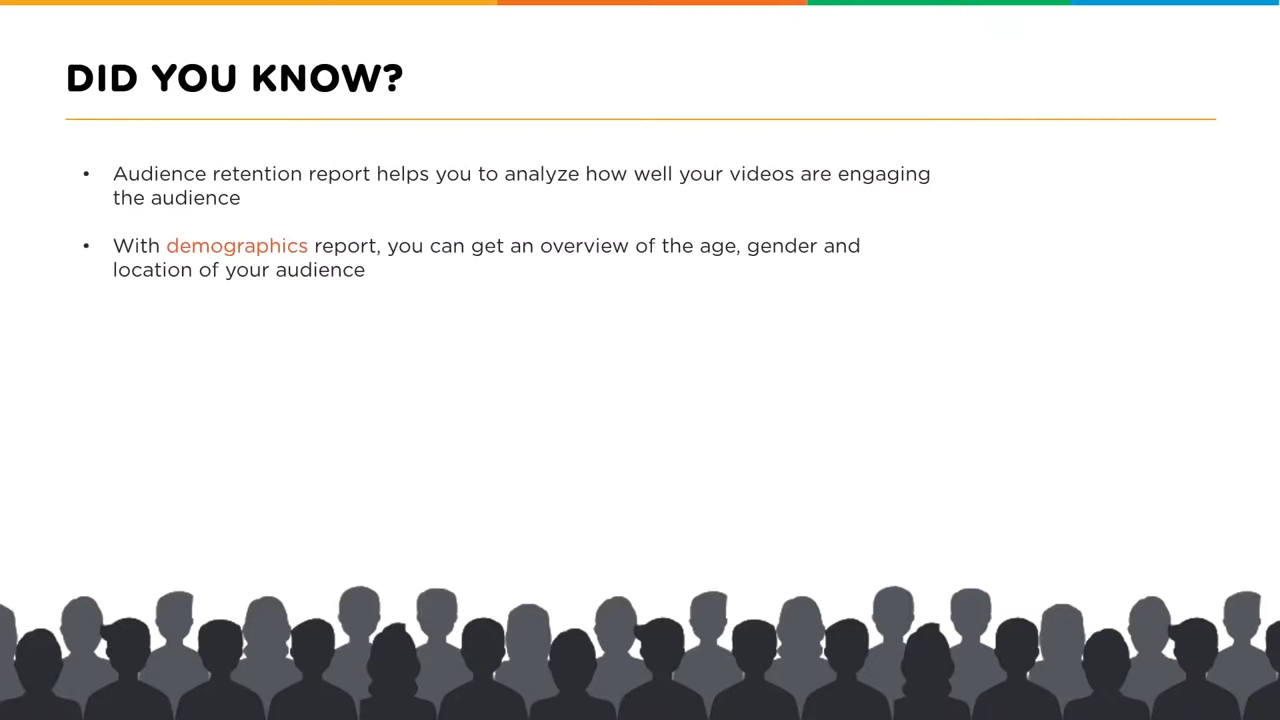 DID YOU KNOW?
• Audience retention report helps you to analyze how well your videos are engaging
the audience
• With demographics report, you can get an overview of the age, gender and
location of your audience